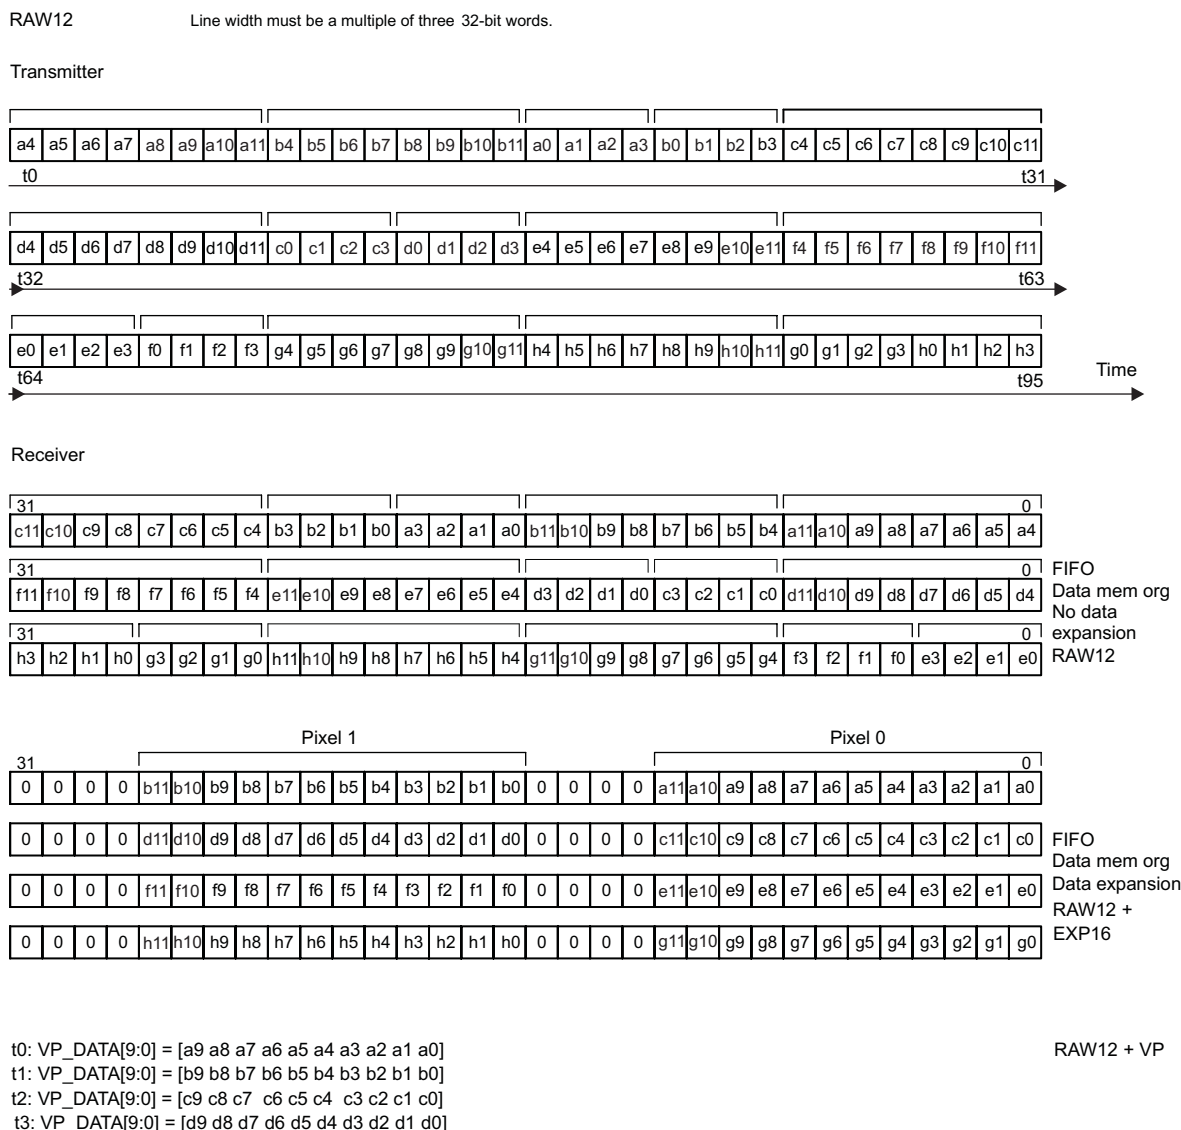 RAW12 Line width must be a multiple of three 32-bit words.
Transmitter
a4 a5 a6 a7 a8 a9 a10 a11 b4 b5 b6 b7 b8 b9 b10 b11 a0 a1 a2 a3 b0 b1 b2 b3 c4 c5 c6 c7 c8 c9 c10 c11
t0 t31
d4 d5 d6 d7 d8 d9 d10 d11 c0 c1 c2 c3 d0 d1 d2 d3 e4 e5 e6 e7 e8 e9 e10 e11 f4 f5 f6 f7 f8 f9 f10 f11
t32 t63
e0 e1 e2 e3 f0 f1 f2 f3 g4 g5 g6 g7 g8 g9 g10 g11 h4 h5 h6 h7 h8 h9 h10 h11 g0 g1 g2 g3 h0 h1 h2 h3
t64 t95 Time
Receiver
31 0
c11 c10 c9 c8 c7 c6 c5 c4 b3 b2 b1 b0 a3 a2 a1 a0 b11 b10 b9 b8 b7 b6 b5 b4 a11 a10 a9 a8 a7 a6 a5 a4
31 0 FIFO
f11 f10 f9 f8 f7 f6 f5 f4 e11 e10 e9 e8 e7 e6 e5 e4 d3 d2 d1 d0 c3 c2 c1 c0 d11 d10 d9 d8 d7 d6 d5 d4 Data mem org
No data
31 0 expansion
h3 h2 h1 h0 g3 g2 g1 g0 h11 h10 h9 h8 h7 h6 h5 h4 g11 g10 g9 g8 g7 g6 g5 g4 f3 f2 f1 f0 e3 e2 e1 e0 RAW12
Pixel 1 Pixel 0
31 0
0 0 0 0 b11 b10 b9 b8 b7 b6 b5 b4 b3 b2 b1 b0 0 0 0 0 a11 a10 a9 a8 a7 a6 a5 a4 a3 a2 a1 a0
0 0 0 0 d11 d10 d9 d8 d7 d6 d5 d4 d3 d2 d1 d0 0 0 0 0 c11 c10 c9 c8 c7 c6 c5 c4 c3 c2 c1 c0 FIFO
Data mem org
0 0 0 0 f11 f10 f9 f8 f7 f6 f5 f4 f3 f2 f1 f0 0 0 0 0 e11 e10 e9 e8 e7 e6 e5 e4 e3 e2 e1 e0 Data expansion
RAW12 +
0 0 0 0 h11 h10 h9 h8 h7 h6 h5 h4 h3 h2 h1 h0 0 0 0 0 g11 g10 g9 g8 g7 g6 g5 g4 g3 g2 g1 g0 EXP16
t0: VP_DATA[9:0] = [a9 a8 a7 a6 a5 a4 a3 a2 a1 a0] RAW12 + VP
t1: VP_DATA[9:0] = [b9 b8 b7 b6 b5 b4 b3 b2 b1 b0]
t2: VP_DATA[9:0] = [c9 c8 c7 c6 c5 c4 c3 c2 c1 c0]
t3: VP_DATA[9:0] = [d9 d8 d7 d6 d5 d4 d3 d2 d1 d0]